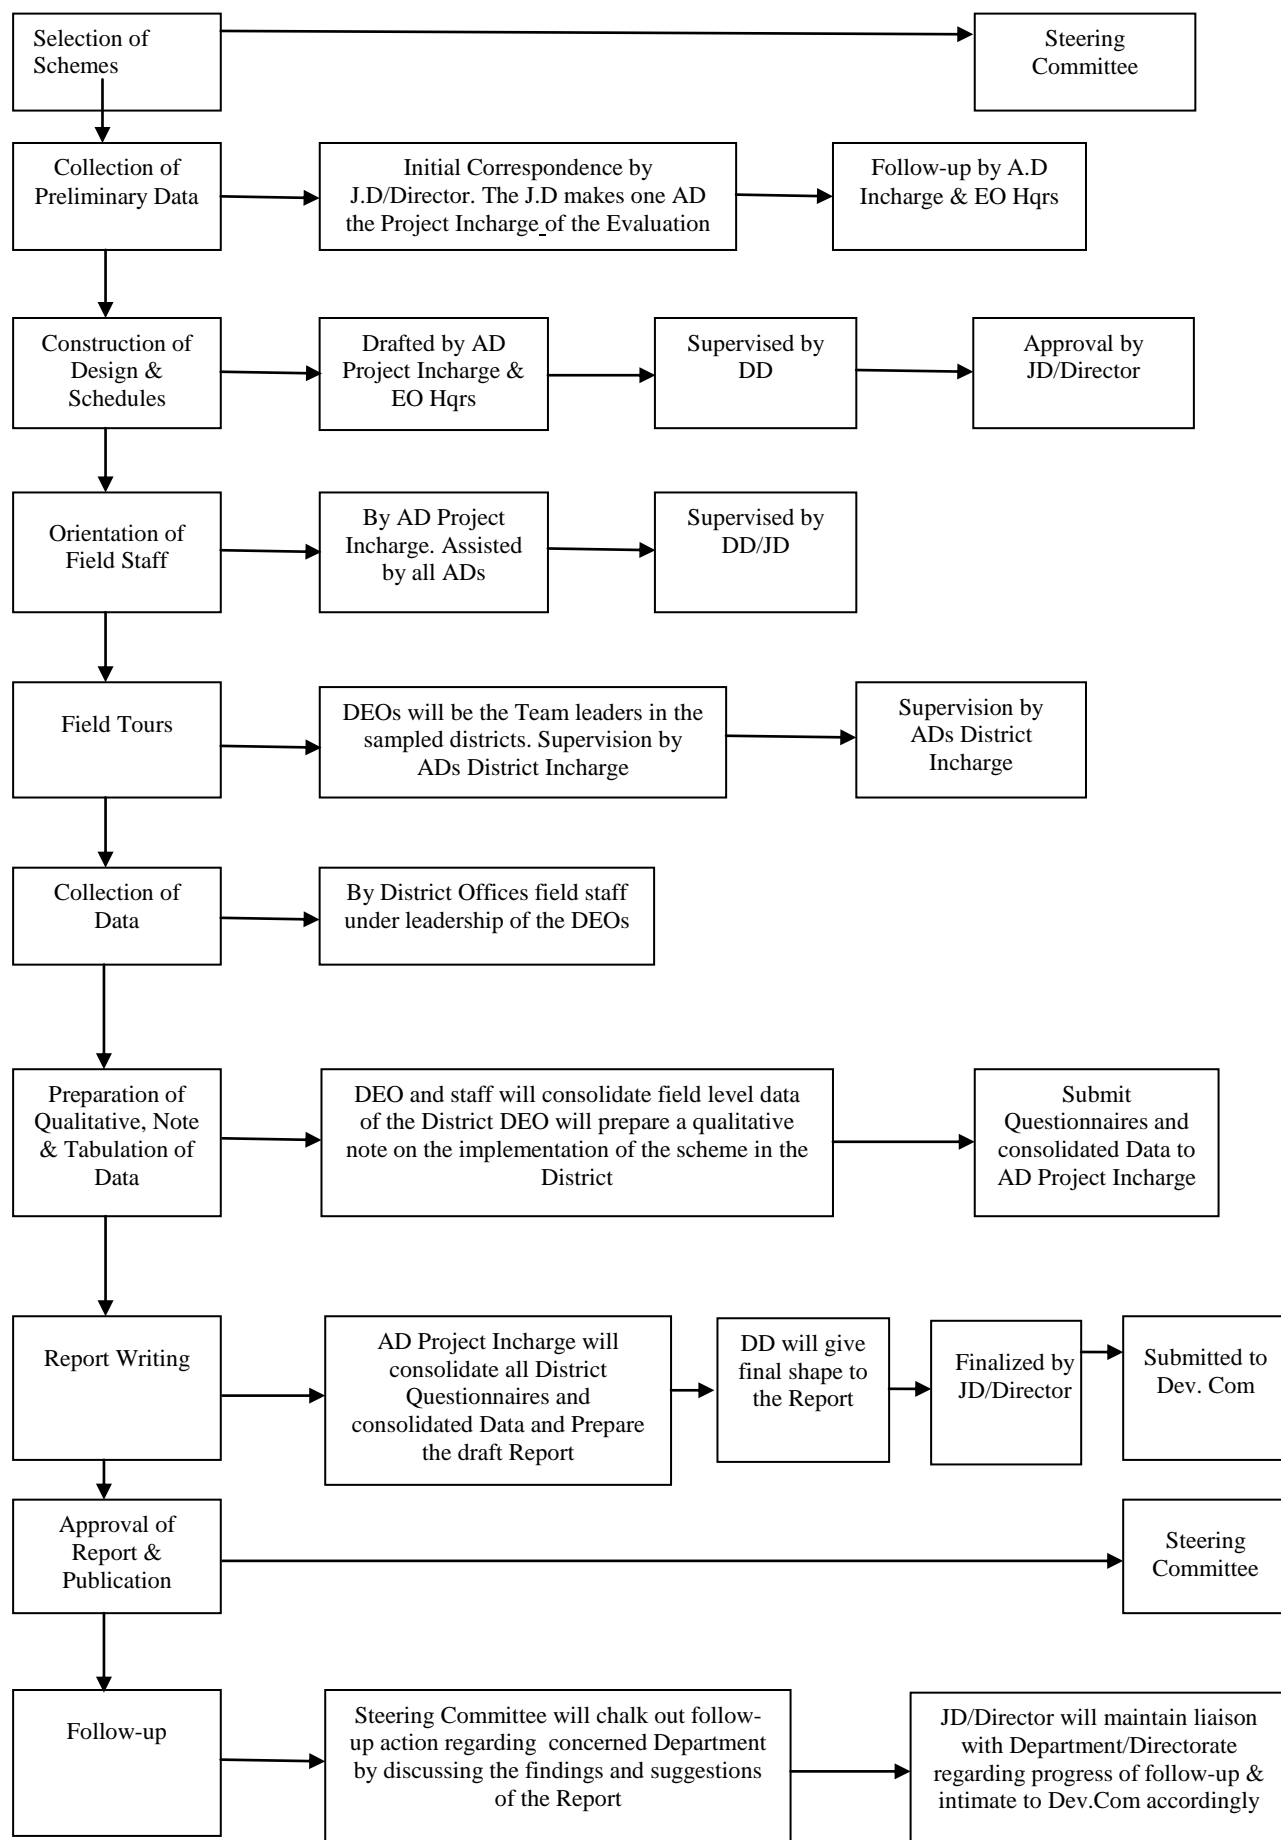 Selection of
Schemes
Steering
Committee
Collection of
Preliminary Data
Initial Correspondence by
J.D/Director. The J.D makes one AD
the Project Incharge of the Evaluation
Follow-up by A.D
Incharge & EO Hqrs
Construction of
Design &
Schedules
Drafted by AD
Project Incharge &
EO Hqrs
Supervised by
DD
Approval by
JD/Director
Orientation of
Field Staff
By AD Project
Incharge. Assisted
by all ADs
Supervised by
DD/JD
Field Tours
DEOs will be the Team leaders in the
sampled districts. Supervision by
ADs District Incharge
Supervision by
ADs District
Incharge
Collection of
Data
By District Offices field staff
under leadership of the DEOs
Preparation of
Qualitative, Note
& Tabulation of
Data
DEO and staff will consolidate field level data
of the District DEO will prepare a qualitative
note on the implementation of the scheme in the
District
Submit
Questionnaires and
consolidated Data to
AD Project Incharge
Report Writing
AD Project Incharge will
consolidate all District
Questionnaires and
consolidated Data and Prepare
the draft Report
DD will give
final shape to
the Report
Finalized by
JD/Director
Submitted to
Dev. Com
Approval of
Report &
Publication
Steering
Committee
Follow-up
Steering Committee will chalk out follow-
up action regarding concerned Department
by discussing the findings and suggestions
of the Report
JD/Director will maintain liaison
with Department/Directorate
regarding progress of follow-up &
intimate to Dev.Com accordingly